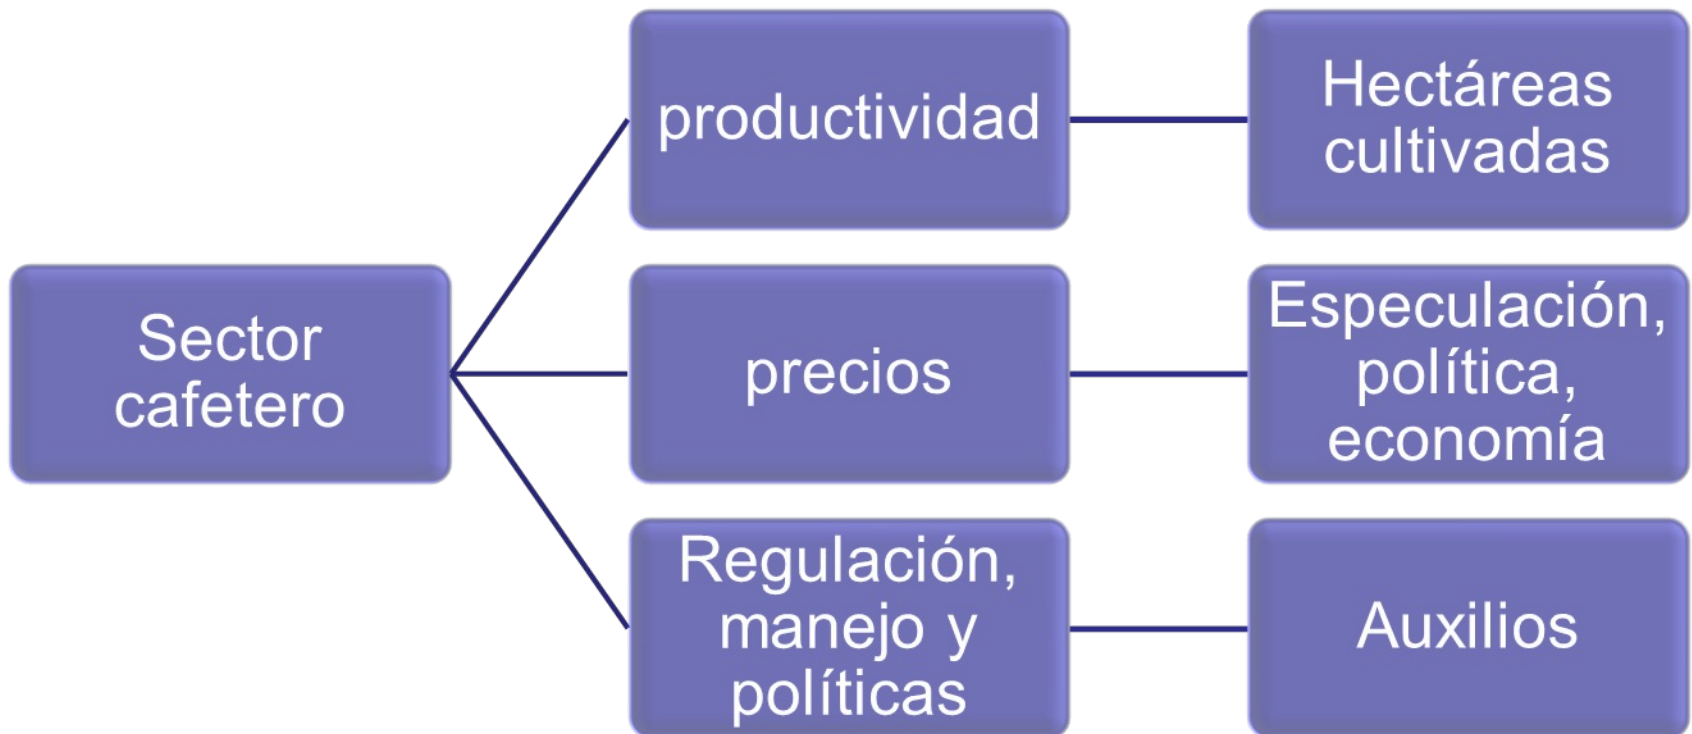 Sector
cafetero
productividad
Hectáreas
cultivadas
precios
Especulación,
política,
economía
Regulación,
manejo y
políticas
Auxilios